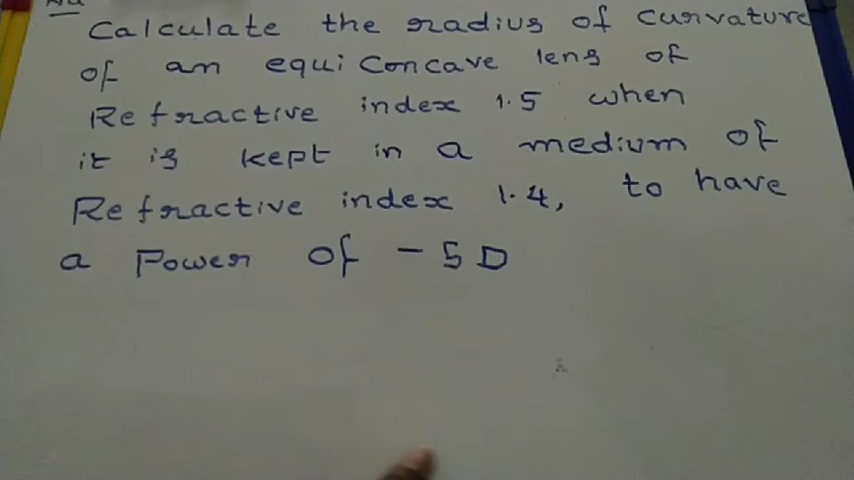 Calculate the radius of curvature
of an equi concave lens of
Refractive index 1.5 when
it is kept in a medium of
Refractive index 1.4, to have
a Power of - 5 D